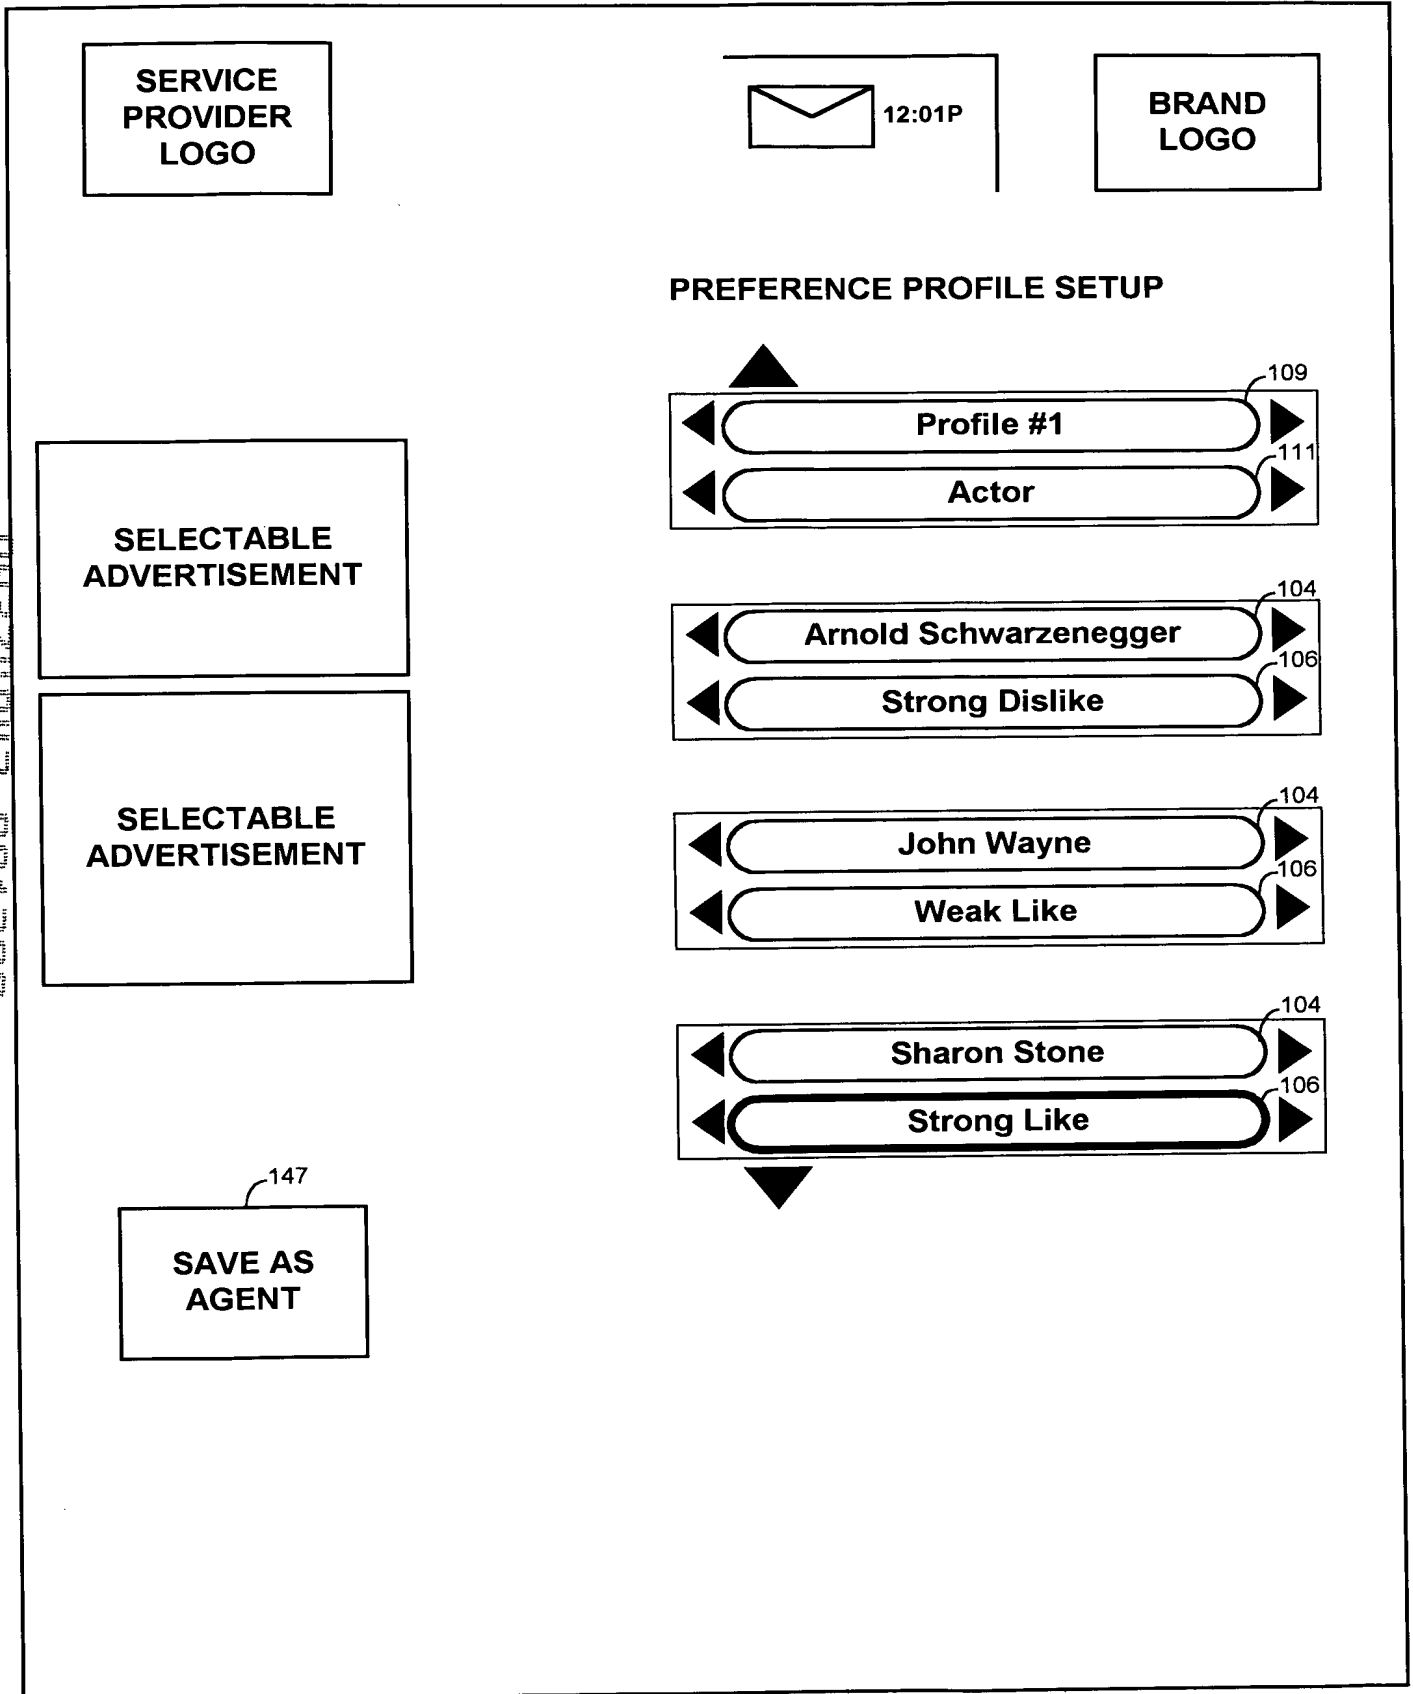 SERVICE
PROVIDER
LOGO
12:01P
BRAND
LOGO
PREFERENCE PROFILE SETUP
109
Profile #1
111
Actor
SELECTABLE
ADVERTISEMENT
104
Arnold Schwarzenegger
106
Strong Dislike
SELECTABLE
ADVERTISEMENT
104
John Wayne
106
Weak Like
104
Sharon Stone
106
Strong Like
147
SAVE AS
AGENT